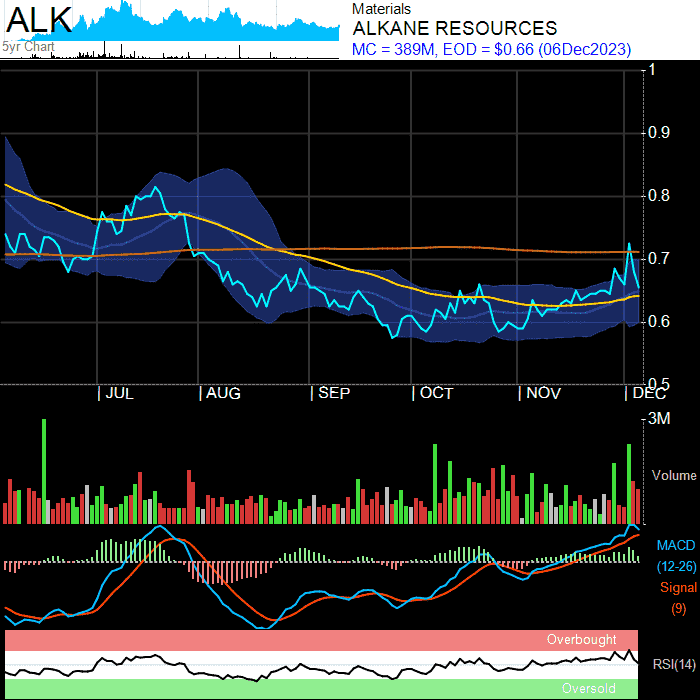 ALK
5yr Chart
Materials
ALKANE RESOURCES
MC = 389M, EOD = $0.66 (06Dec2023)
1
0.9
0.8
0.7
0.6
0.5
| JUL | AUG | SEP | OCT | NOV | DEC
3M
Volume
MACD
(12-26)
Signal
(9)
Overbought
RSI(14)
Oversold